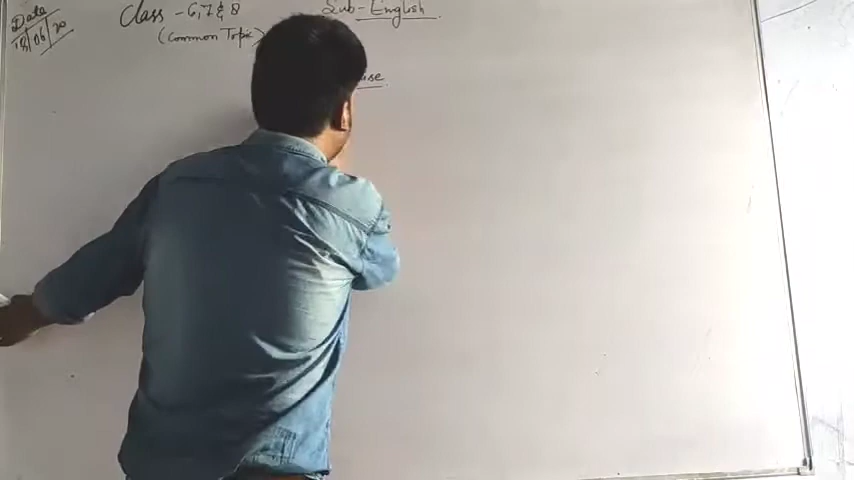 Date
18/06/20
Class - 6,7 & 8
Sub- English
(Common Topic)